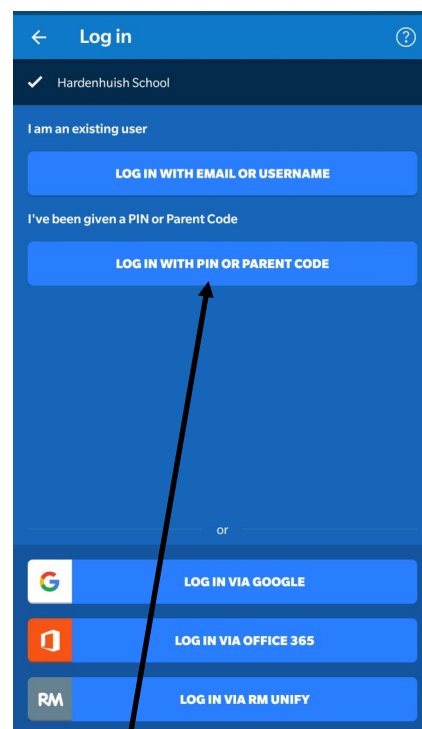 Log in
?
Hardenhuish School
I am an existing user
LOG IN WITH EMAIL OR USERNAME
I've been given a PIN or Parent Code
LOG IN WITH PIN OR PARENT CODE
or
G LOG IN VIA GOOGLE
LOG IN VIA OFFICE 365
RM LOG IN VIA RM UNIFY